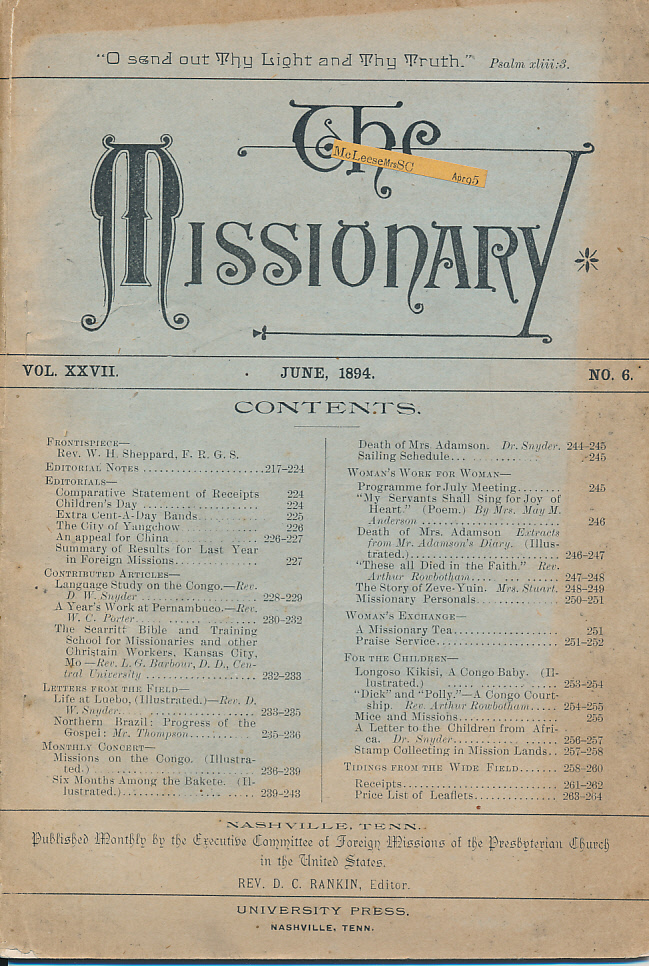 "O send out Thy Light and Thy Truth." Psalm xliii:3.
The
McLeeseMrsSC Apr95
Missionary
VOL. XXVII. JUNE, 1894. NO. 6.
CONTENTS.
FRONTISPIECE—
Rev. W. H. Sheppard, F. R. G. S.
EDITORIAL NOTES ......................217-224
EDITORIALS—
Comparative Statement of Receipts 224
Children's Day ...................... 224
Extra Cent-A-Day Bands............ 225
The City of Yangchow ............... 226
An appeal for China ............226-227
Summary of Results for Last Year
in Foreign Missions............... 227
CONTRIBUTED ARTICLES—
Language Study on the Congo.—Rev.
D. W. Snyder .....................228-229
A Year's Work at Pernambuco.—Rev.
W. C. Porter......................230-232
The Scarritt Bible and Training
School for Missionaries and other
Christain Workers, Kansas City,
Mo—Rev. L. G. Barbour, D. D., Cen-
tral University ..................232-233
LETTERS FROM THE FIELD—
Life at Luebo, (Illustrated.)—Rev. D.
W. Snyder.........................233-235
Northern Brazil: Progress of the
Gospel: Mr. Thompson............235-236
MONTHLY CONCERT—
Missions on the Congo. (Illustra-
ted.) ............................236-239
Six Months Among the Bakete. (Il-
lustrated.).......................239-243
Death of Mrs. Adamson. Dr. Snyder. 244-245
Sailing Schedule..................... 245
WOMAN'S WORK FOR WOMAN—
Programme for July Meeting........ 245
"My Servants Shall Sing for Joy of
Heart." (Poem.) By Mrs. May M.
Anderson ........................ 246
Death of Mrs. Adamson Extracts
from Mr. Adamson's Diary. (Illus-
trated.)..........................246-247
"These all Died in the Faith." Rev.
Arthur Rowbotham................247-248
The Story of Zeve-Yuin. Mrs. Stuart. 248-249
Missionary Personals...............250-251
WOMAN'S EXCHANGE—
A Missionary Tea.................... 251
Praise Service.....................251-252
FOR THE CHILDREN—
Longoso Kikisi, A Congo Baby. (Il-
lustrated.) ......................253-254
"Dick" and "Polly."—A Congo Court-
ship. Rev. Arthur Rowbotham.....254-255
Mice and Missions................... 255
A Letter to the Children from Afri-
ca. Dr. Snyder...................256-257
Stamp Collecting in Mission Lands..257-258
TIDINGS FROM THE WIDE FIELD.......258-260
Receipts...........................261-262
Price List of Leaflets..............263-264
NASHVILLE, TENN.
Published Monthly by the Executive Committee of Foreign Missions of the Presbyterian Church
in the United States.
REV. D. C. RANKIN, Editor.
UNIVERSITY PRESS,
NASHVILLE, TENN.